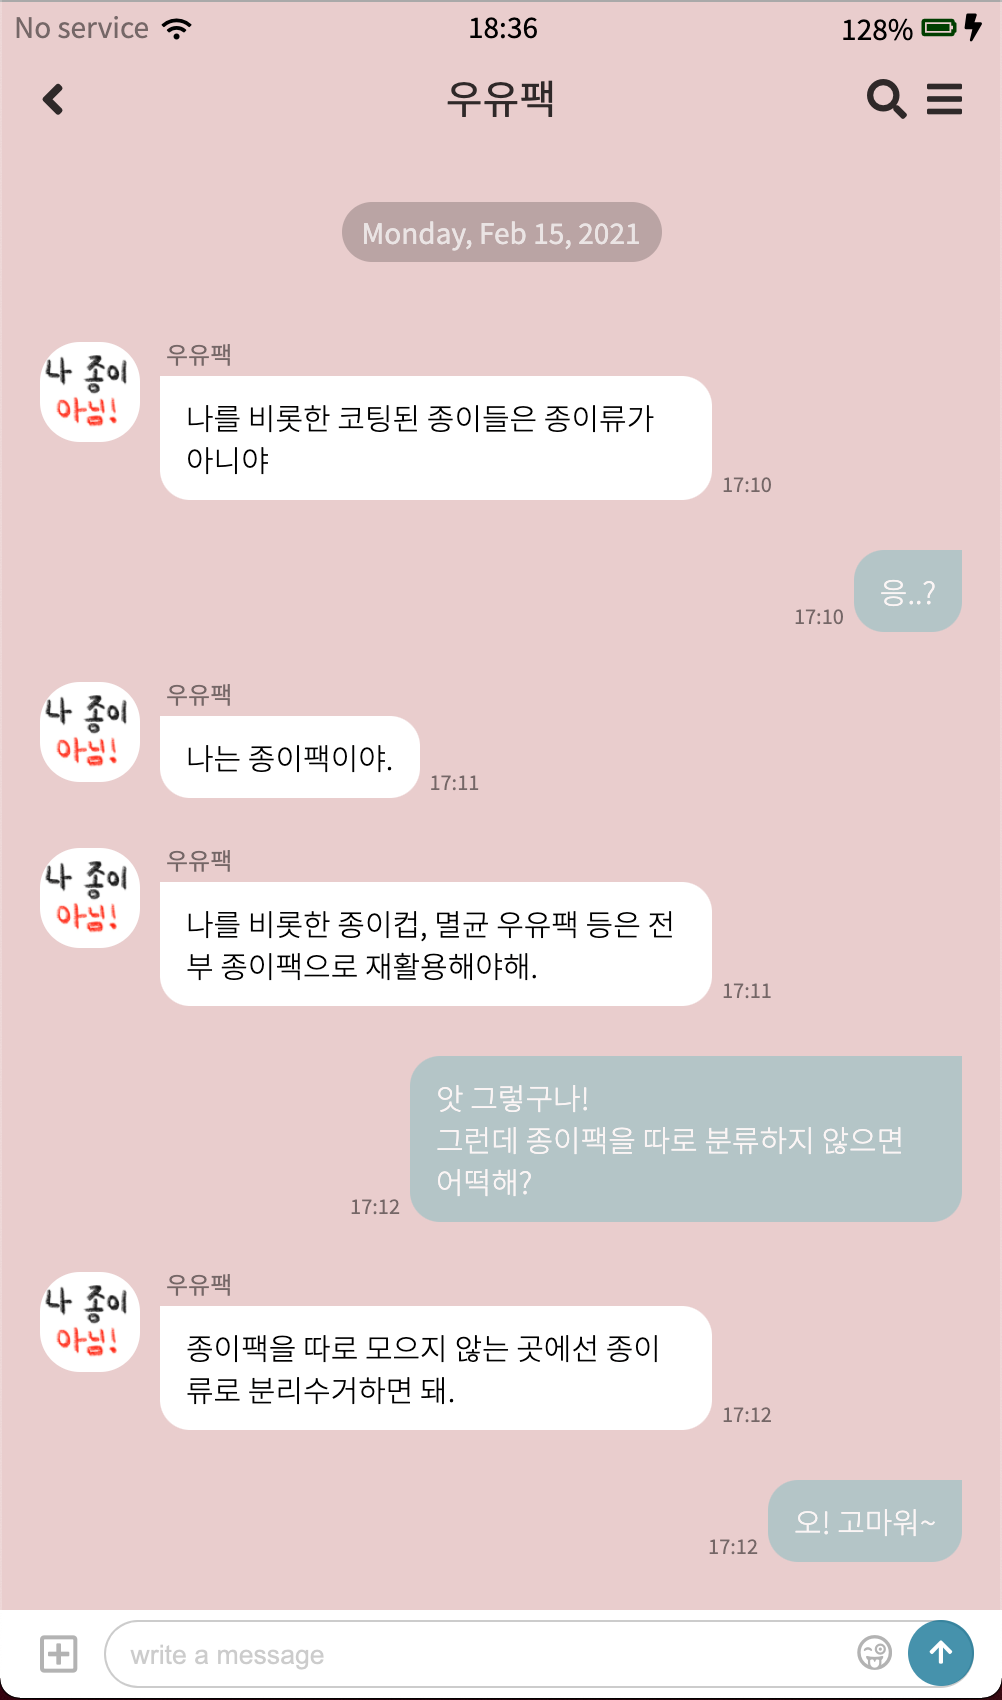 No service 18:36 128%
우유팩
Monday, Feb 15, 2021
나 종이
아님!
우유팩
나를 비롯한 코팅된 종이들은 종이류가
아니야
17:10
응..?
17:10
나 종이
아님!
우유팩
나는 종이팩이야.
17:11
나 종이
아님!
우유팩
나를 비롯한 종이컵, 멸균 우유팩 등은 전
부 종이팩으로 재활용해야해.
17:11
앗 그렇구나!
그런데 종이팩을 따로 분류하지 않으면
어떡해?
17:12
나 종이
아님!
우유팩
종이팩을 따로 모으지 않는 곳에선 종이
류로 분리수거하면 돼.
17:12
오! 고마워~
17:12
write a message